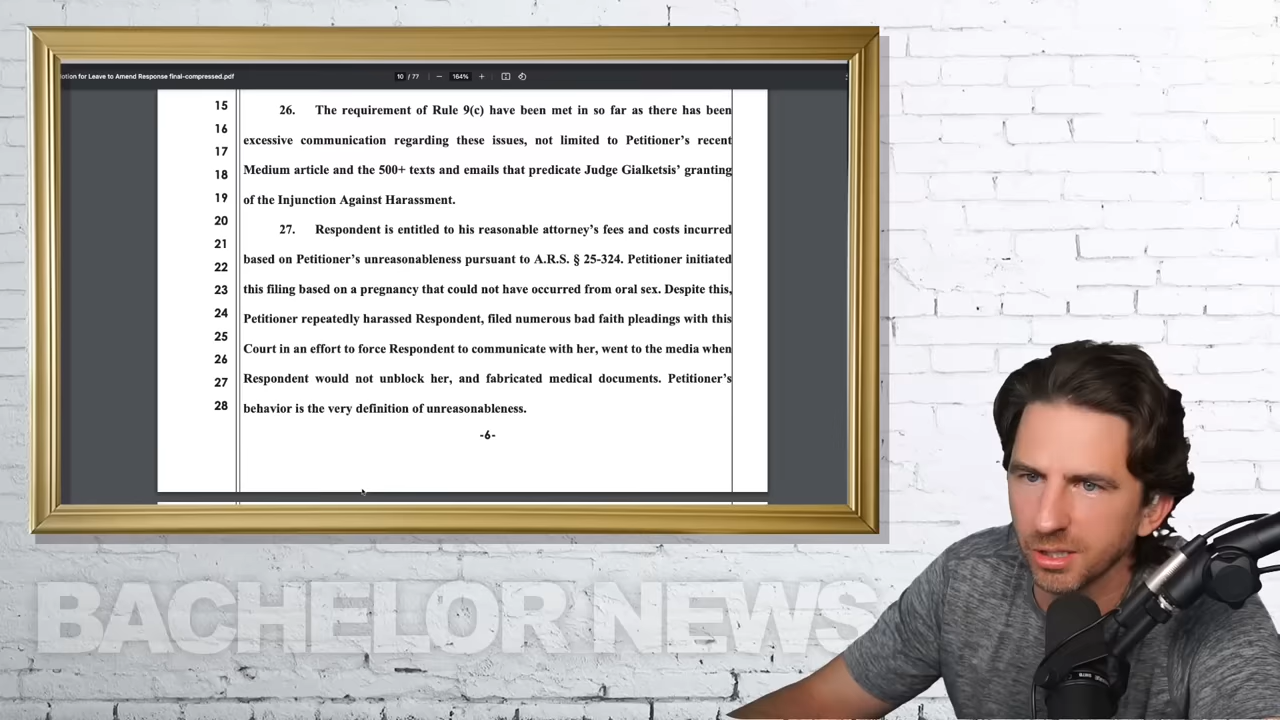 otion for Leave to Amend Response final-compressed.pdf
10 / 77
164%
15
26. The requirement of Rule 9(c) have been met in so far as there has been
16
excessive communication regarding these issues, not limited to Petitioner's recent
17
Medium article and the 500+ texts and emails that predicate Judge Gialketsis' granting
18
19
of the Injunction Against Harassment.
20
27. Respondent is entitled to his reasonable attorney's fees and costs incurred
21
based on Petitioner's unreasonableness pursuant to A.R.S. § 25-324. Petitioner initiated
22
23
this filing based on a pregnancy that could not have occurred from oral sex. Despite this,
24
Petitioner repeatedly harassed Respondent, filed numerous bad faith pleadings with this
25
Court in an effort to force Respondent to communicate with her, went to the media when
26
27
Respondent would not unblock her, and fabricated medical documents. Petitioner's
28
behavior is the very definition of unreasonableness.
-6-
BACHELOR NEWS